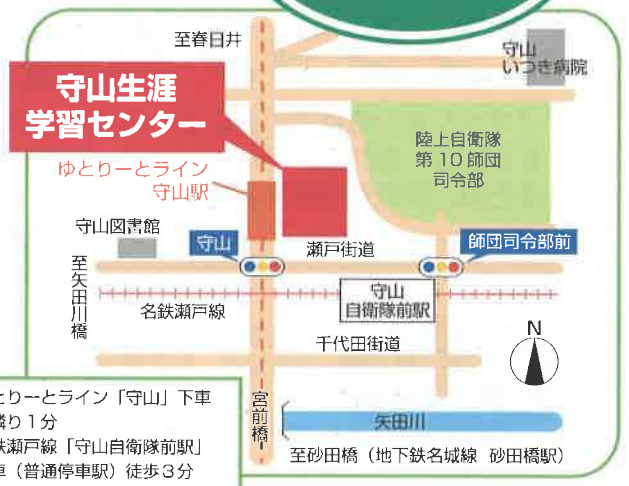 至春日井
守山
いつき病院
守山生涯
学習センター
陸上自衛隊
第10師団
司令部
ゆとりーとライン
守山駅
守山図書館
守山
瀬戸街道
師団司令部前
至矢田川橋
守山
自衛隊前駅
名鉄瀬戸線
千代田街道
N
とりーとライン「守山」下車
り1分
鉄瀬戸線「守山自衛隊前駅」
車(普通停車駅)徒歩3分
宮前橋
矢田川
至砂田橋(地下鉄名城線 砂田橋駅)